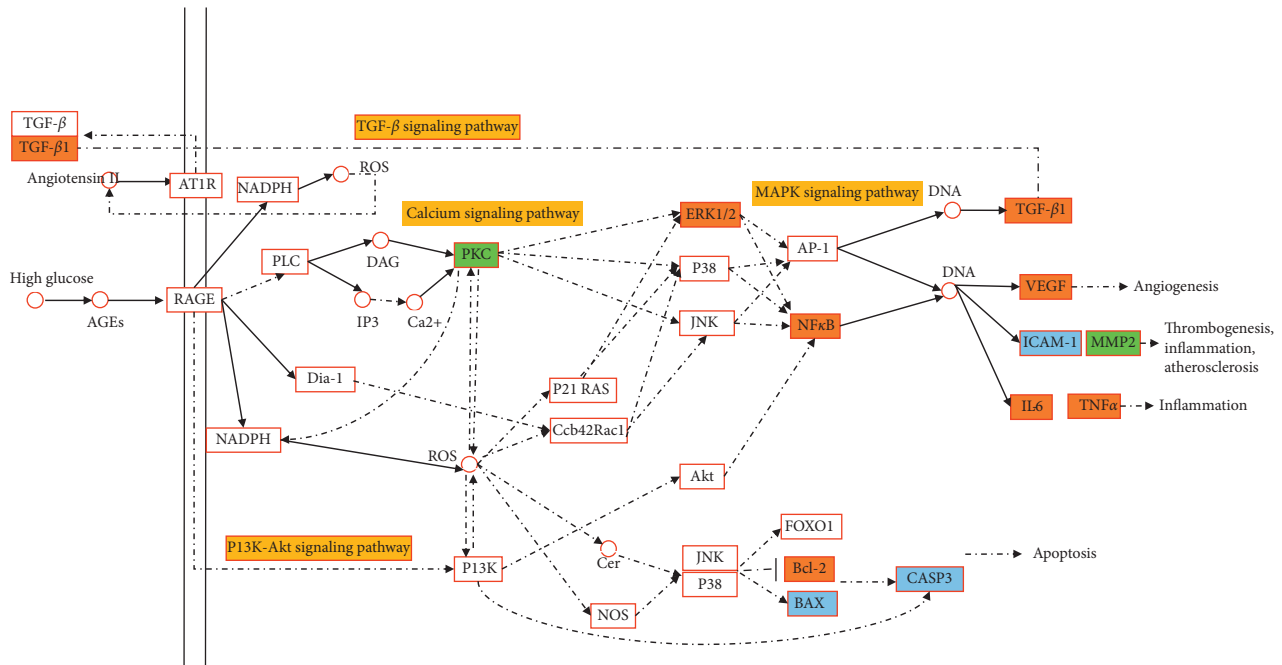 TGF-β
TGF-β1
TGF-β signaling pathway
Angiotensin II
AT1R
NADPH
ROS
MAPK signaling pathway
DNA
TGF-β1
Calcium signaling pathway
ERK1/2
PLC
DAG
PKC
P38
AP-1
High glucose
AGEs
RAGE
IP3
Ca2+
JNK
NFκB
DNA
VEGF
Angiogenesis
ICAM-1
MMP2
Thrombogenesis,
inflammation,
atherosclerosis
Dia-1
P21 RAS
IL6
TNFα
Inflammation
NADPH
ROS
Ccb42Rac1
Akt
P13K-Akt signaling pathway
P13K
Cer
NOS
JNK
P38
FOXO1
Bcl-2
BAX
CASP3
Apoptosis